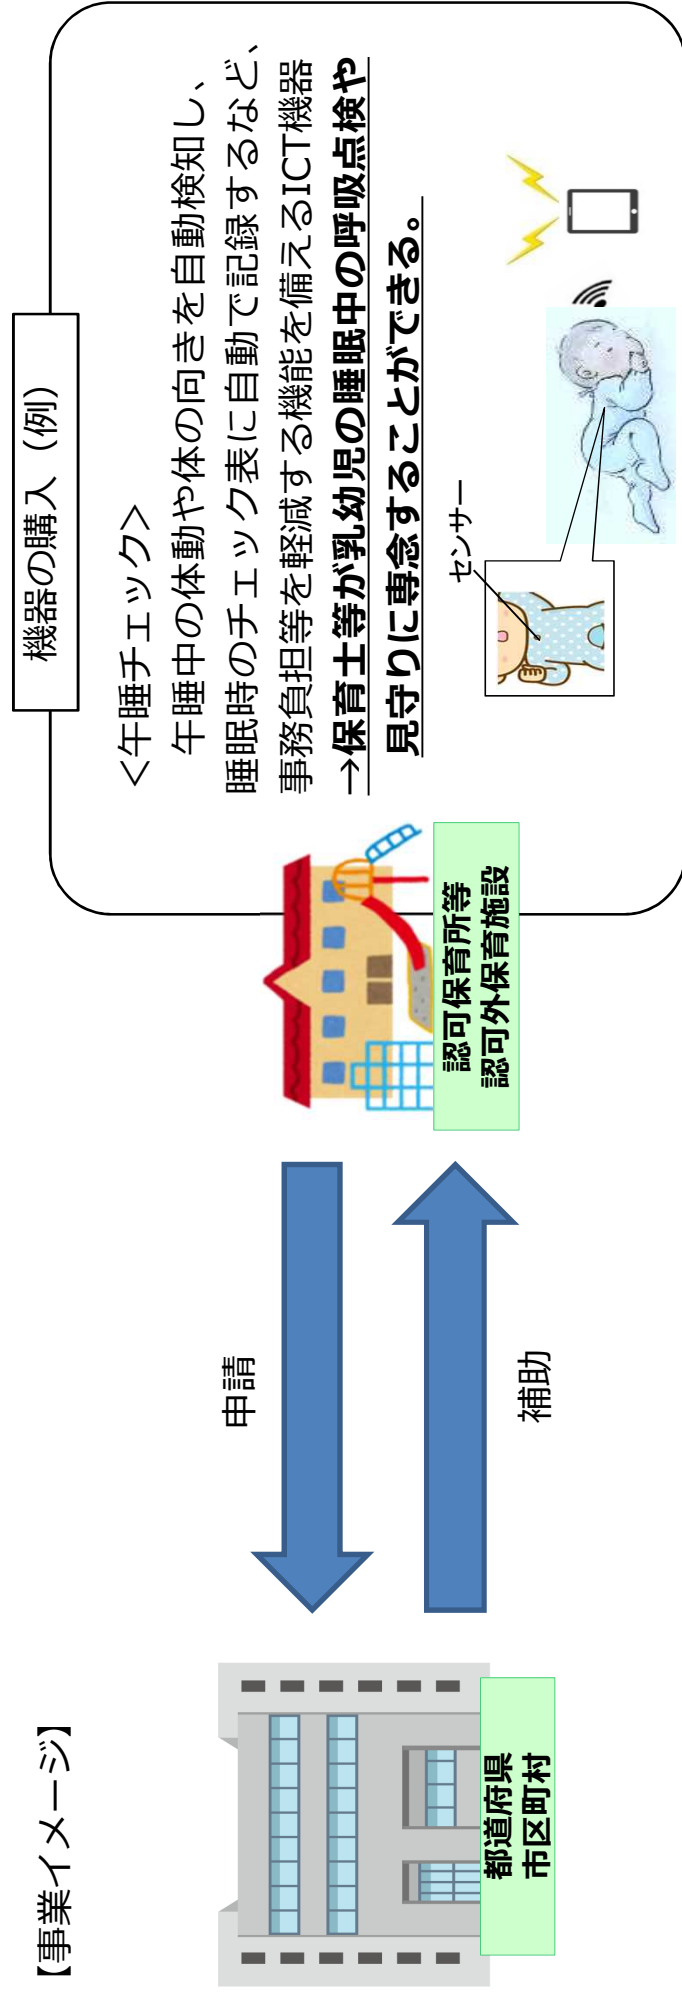 【事業イメージ】
都道府県
市区町村
申請
補助
認可保育所等
認可外保育施設
機器の購入（例）
＜午睡チェック＞
午睡中の体動や体の向きを自動検知し、
睡眠時のチェック表に自動で記録するなど、
事務負担等を軽減する機能を備えるICT機器
→保育士等が乳幼児の睡眠中の呼吸点検や
見守りに専念することができる。
センサー